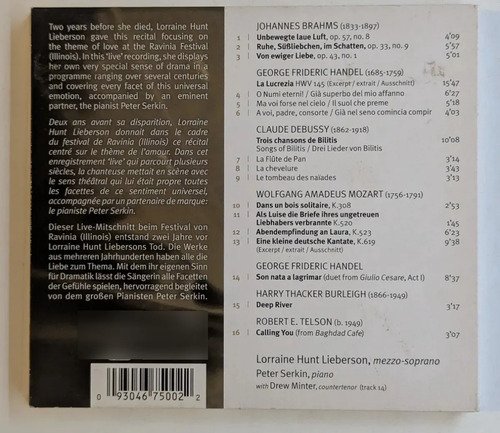 Two years before she died, Lorraine Hunt
Lieberson gave this recital focusing on
the theme of love at the Ravinia Festival
(Illinois). In this 'live' recording, she displays
her own very special sense of drama in a
programme ranging over several centuries
and covering every facet of this universal
emotion, accompanied by an eminent
partner, the pianist Peter Serkin.
Deux ans avant sa disparition, Lorraine
Hunt Lieberson donnait dans le cadre
du festival de Ravinia (Illinois) ce récital
centré sur le thème de l'amour. Dans cet
enregistrement 'live' qui parcourt plusieurs
siècles, la chanteuse mettait en scène avec
le sens théâtral qui lui était propre toutes
les facettes de ce sentiment universel,
accompagnée par un partenaire de marque:
le pianiste Peter Serkin.
Dieser Live-Mitschnitt beim Festival von
Ravinia (Illinois) entstand zwei Jahre vor
Lorraine Hunt Liebersons Tod. Die Werke
aus mehreren Jahrhunderten haben alle die
Liebe zum Thema. Mit dem ihr eigenen Sinn
für Dramatik lässt die Sängerin alle Facetten
der Gefühle spielen, hervorragend begleitet
von dem großen Pianisten Peter Serkin.
0 93046 75002 2
JOHANNES BRAHMS (1833-1897)
1 Unbewegte laue Luft, op. 57, no. 8 4'09
2 Ruhe, Süßliebchen, im Schatten, op. 33, no. 9 5'57
3 Von ewiger Liebe, op. 43, no. 1 5'01
GEORGE FRIDERIC HANDEL (1685-1759)
La Lucrezia HWV 145 (Excerpt / extrait / Ausschnitt) 15'47
4 O Numi eterni! / Già superbo del mio affanno 6'27
5 Ma voi forse nel cielo / Il suol che preme 5'18
6 A voi, padre, consorte / Già nel seno comincia compir 4'03
CLAUDE DEBUSSY (1862-1918)
Trois chansons de Bilitis 10'08
Songs of Bilitis / Drei Lieder von Bilitis
7 La flûte de Pan 3'14
8 La chevelure 3'43
9 Le tombeau des naïades 3'13
WOLFGANG AMADEUS MOZART (1756-1791)
10 Dans un bois solitaire, K.308 2'53
11 Als Luise die Briefe ihres ungetreuen
Liebhabers verbrannte K.520 1'45
12 Abendempfindung an Laura, K.523 6'23
13 Eine kleine deutsche Kantate, K.619 9'38
(Excerpt / extrait / Ausschnitt)
GEORGE FRIDERIC HANDEL
14 Son nata a lagrimar (duet from Giulio Cesare, Act I) 8'37
HARRY THACKER BURLEIGH (1866-1949)
15 Deep River 3'17
ROBERT E. TELSON (b. 1949)
16 Calling You (from Baghdad Cafe) 3'07
Lorraine Hunt Lieberson, mezzo-soprano
Peter Serkin, piano
with Drew Minter, countertenor (track 14)